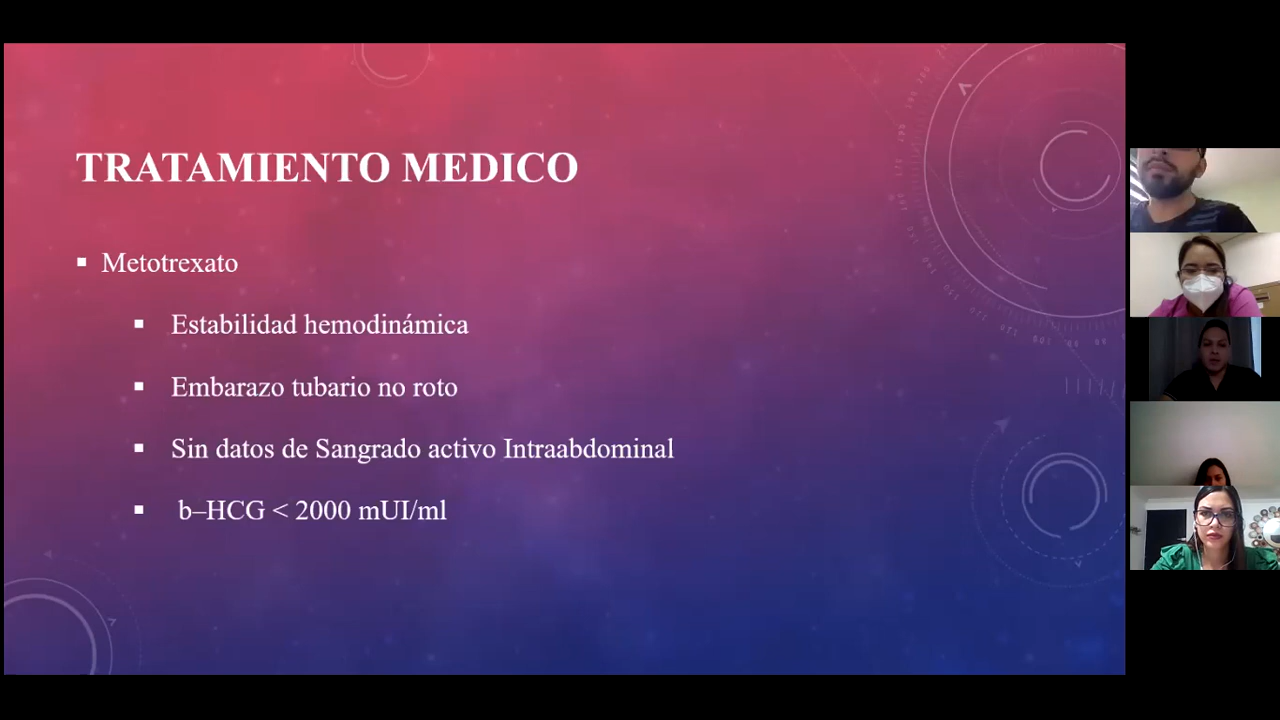 TRATAMIENTO MEDICO
Metotrexato
Estabilidad hemodinámica
Embarazo tubario no roto
Sin datos de Sangrado activo Intraabdominal
b–HCG < 2000 mUI/ml